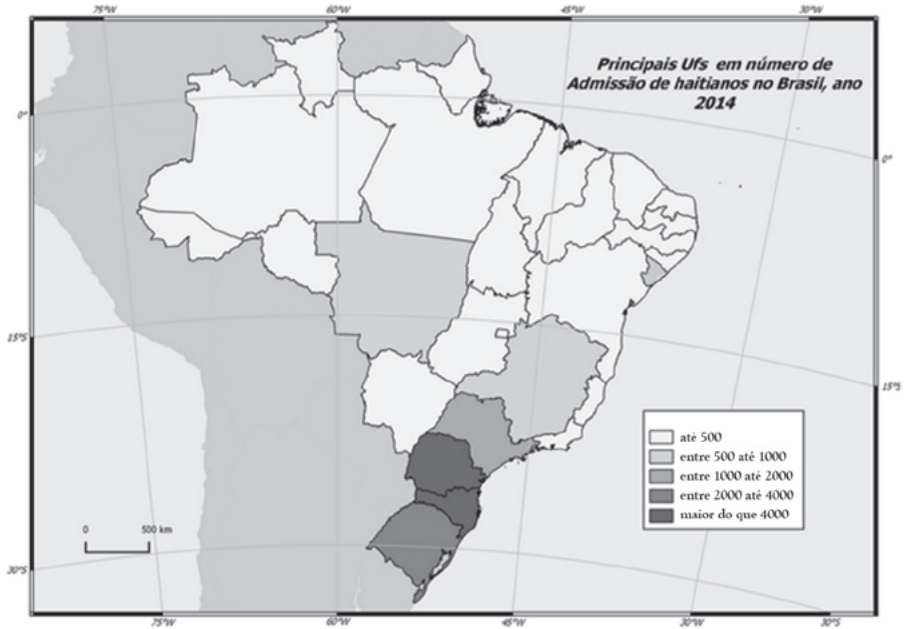 75°W 60°W 45°W 30°W
Principais Ufs em número de
Admissão de haitianos no Brasil, ano
2014
0°
0°
15°S
15°S
até 500
entre 500 até 1000
entre 1000 até 2000
entre 2000 até 4000
maior do que 4000
0 500 km
30°S
75°W 60°W 45°W 30°W 30°S